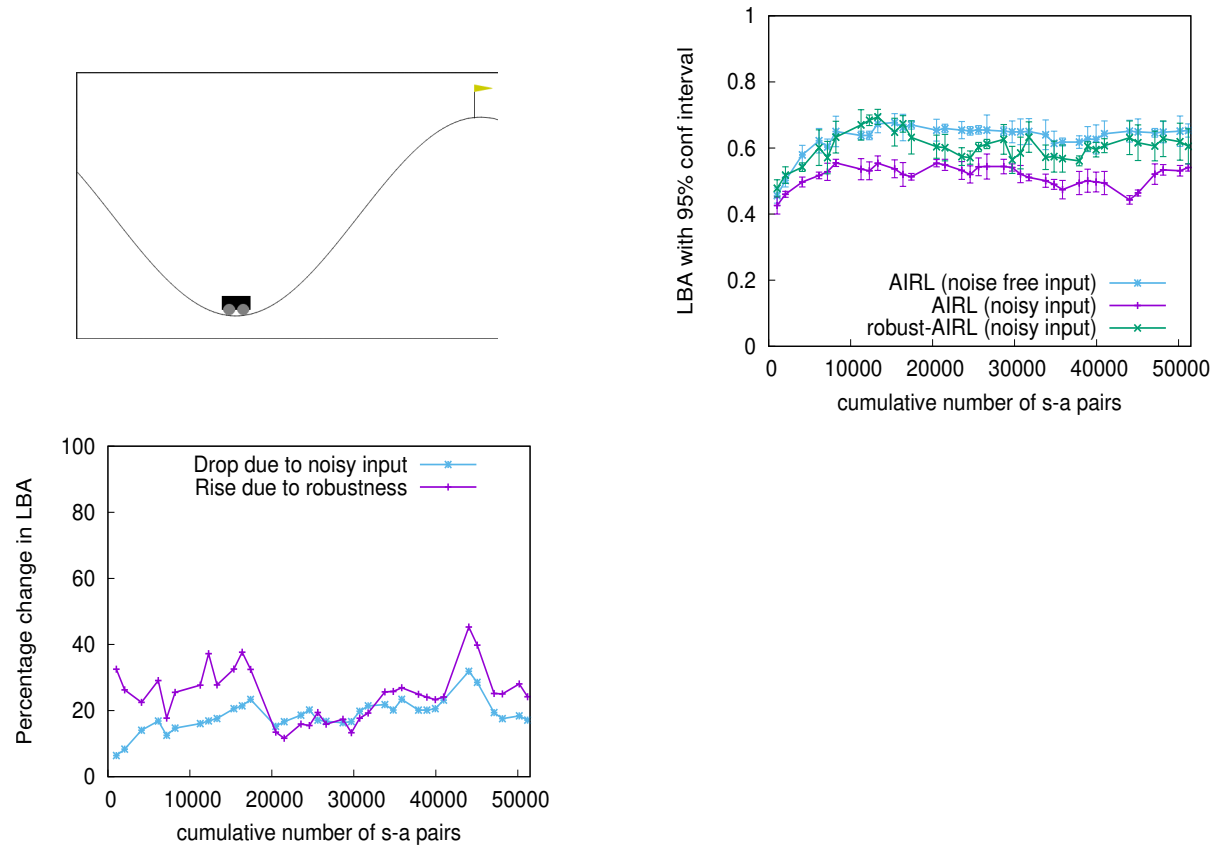 LBA with 95% conf interval
1
0.8
0.6
0.4
0.2
0
AIRL (noise free input)
AIRL (noisy input)
robust-AIRL (noisy input)
0 10000 20000 30000 40000 50000
cumulative number of s-a pairs
Percentage change in LBA
100
80
60
40
20
0
Drop due to noisy input
Rise due to robustness
0 10000 20000 30000 40000 50000
cumulative number of s-a pairs